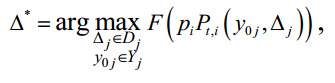 Δ* = arg max F(p_i P_{t,i}(y_{0j}, Δ_j)),
Δ_j∈D_j
y_{0j}∈Y_j